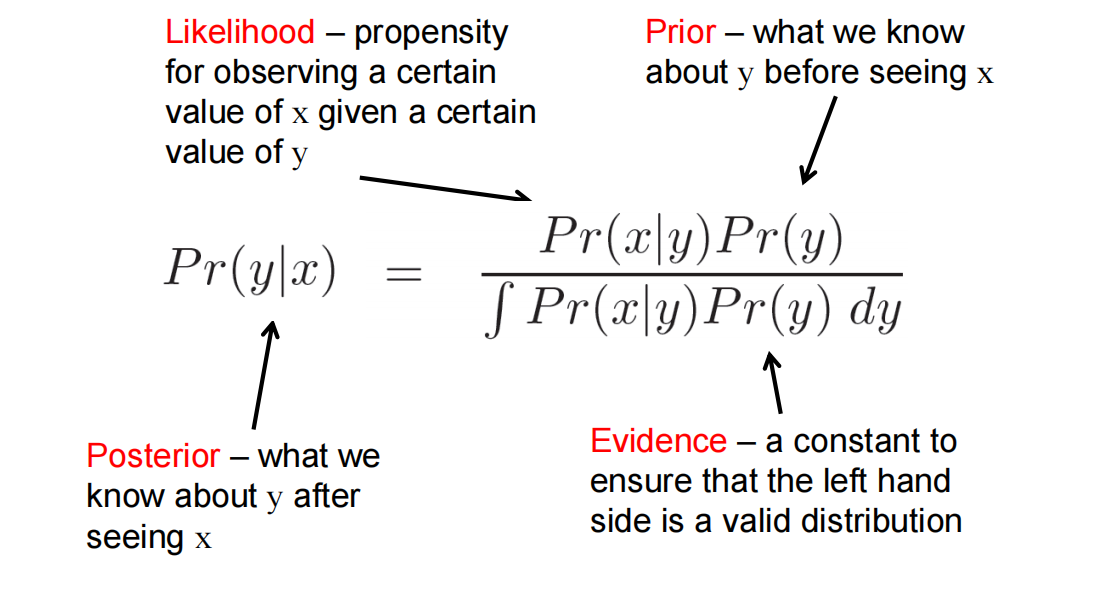 Likelihood – propensity
for observing a certain
value of x given a certain
value of y
Prior – what we know
about y before seeing x
Pr(y|x) = Pr(x|y)Pr(y)
∫ Pr(x|y)Pr(y) dy
Posterior – what we
know about y after
seeing x
Evidence – a constant to
ensure that the left hand
side is a valid distribution